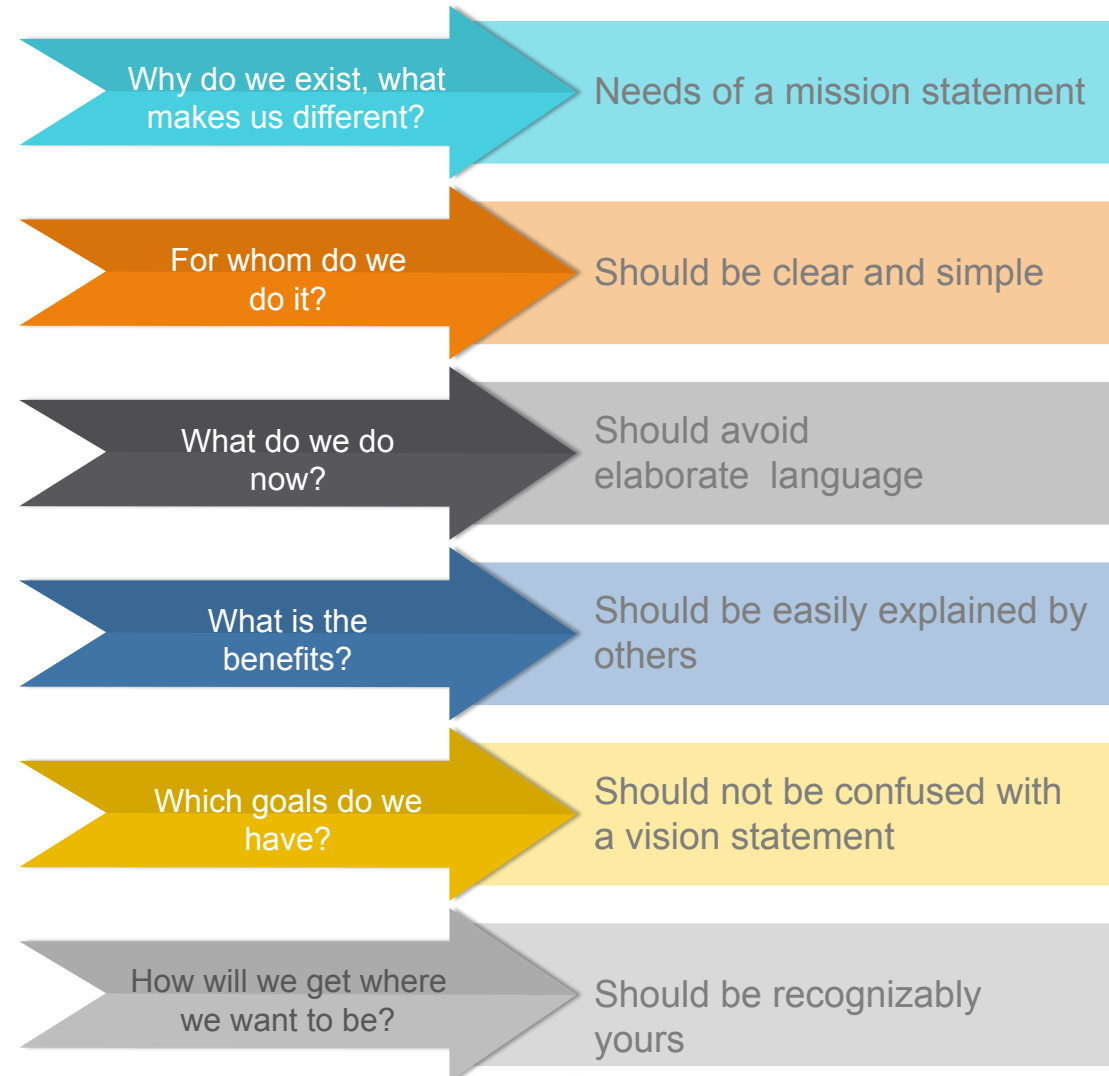 Why do we exist, what
makes us different?
Needs of a mission statement
For whom do we
do it?
Should be clear and simple
What do we do
now?
Should avoid
elaborate  language
What is the
benefits?
Should be easily explained by
others
Which goals do we
have?
Should not be confused with
a vision statement
How will we get where
we want to be?
Should be recognizably
yours